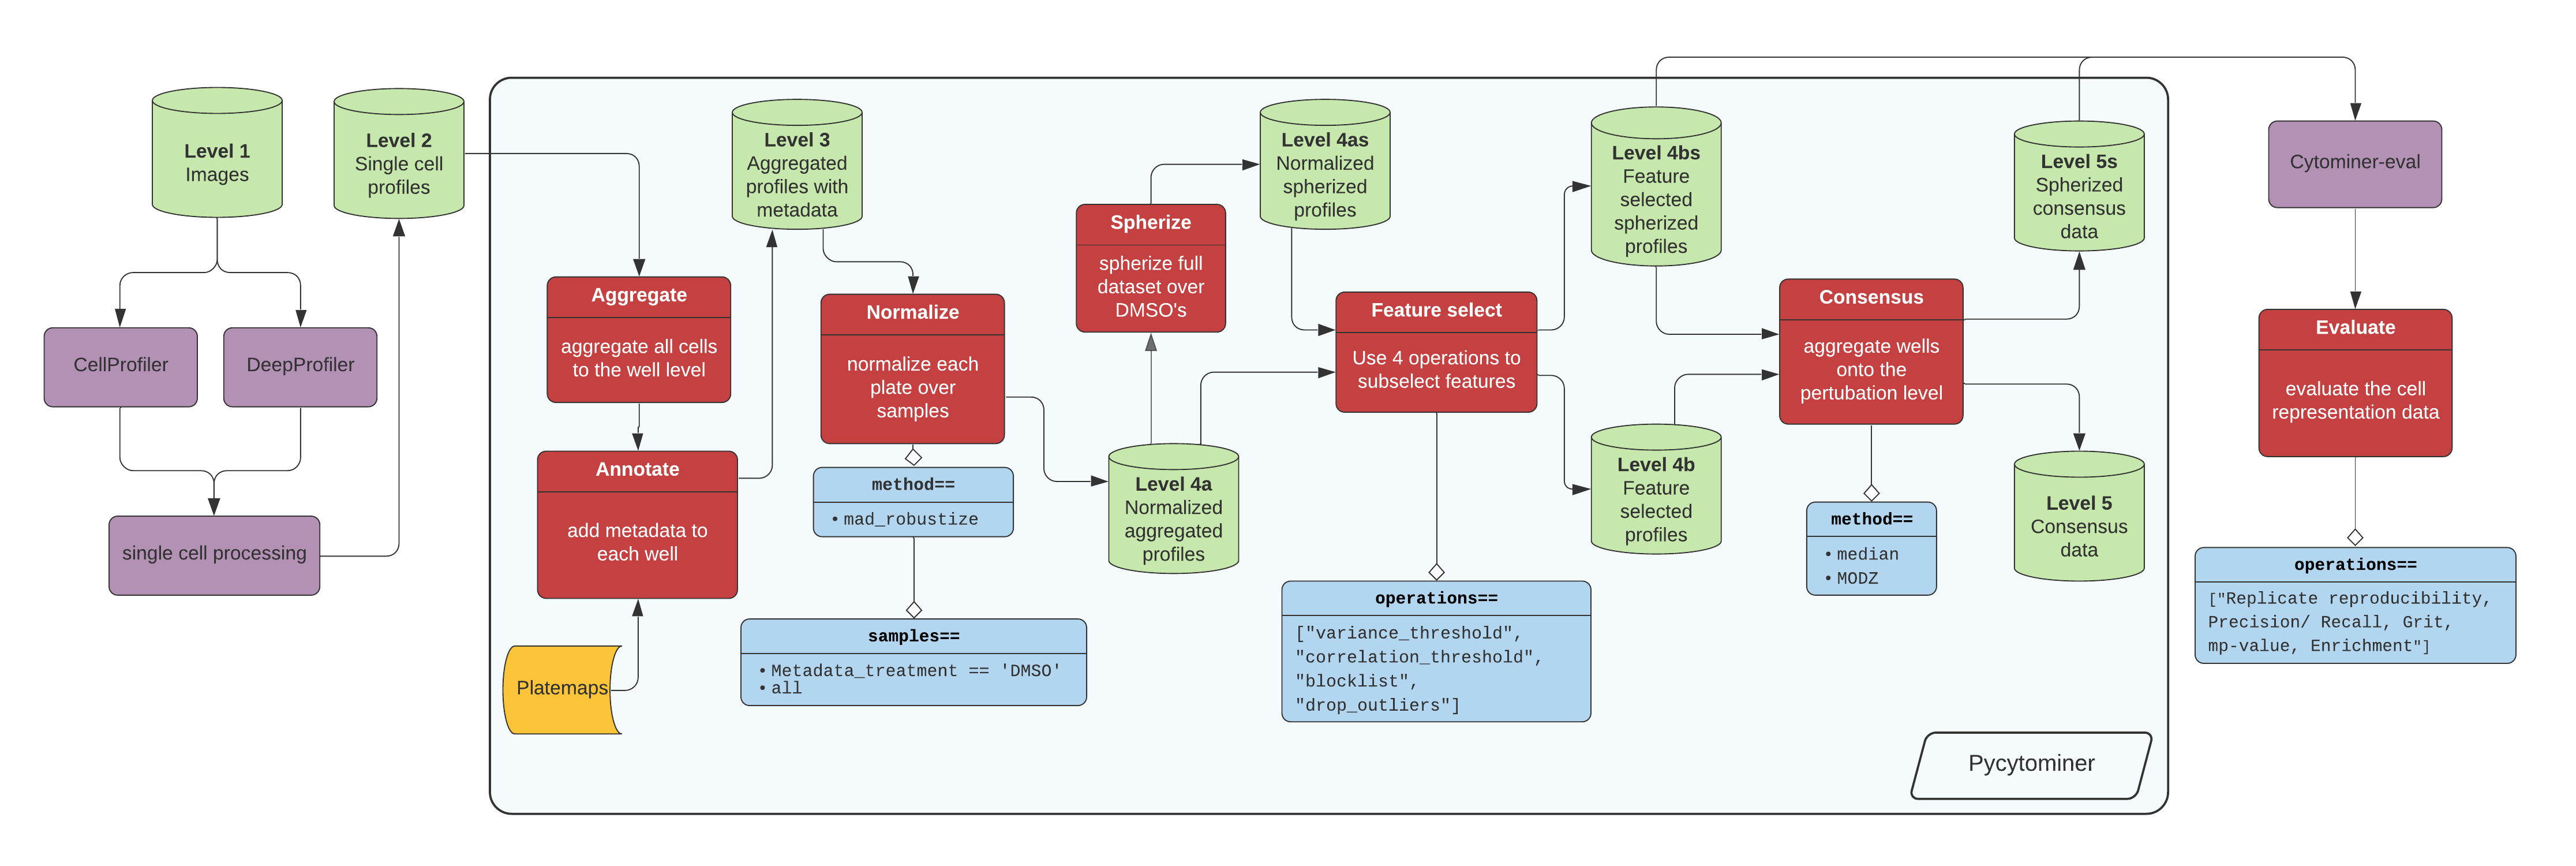 Level 1
Images
CellProfiler
DeepProfiler
single cell processing
Level 2
Single cell
profiles
Aggregate
aggregate all cells
to the well level
Annotate
add metadata to
each well
Platemaps
Level 3
Aggregated
profiles with
metadata
Normalize
normalize each
plate over
samples
method==
• mad_robustize
samples==
• Metadata_treatment == 'DMSO'
• all
Level 4a
Normalized
aggregated
profiles
Spherize
spherize full
dataset over
DMSO's
Level 4as
Normalized
spherized
profiles
Feature select
Use 4 operations to
subselect features
operations==
["variance_threshold",
"correlation_threshold",
"blocklist",
"drop_outliers"]
Level 4bs
Feature
selected
spherized
profiles
Level 4b
Feature
selected
profiles
Consensus
aggregate wells
onto the
pertubation level
method==
• median
• MODZ
Level 5s
Spherized
consensus
data
Level 5
Consensus
data
Pycytominer
Cytominer-eval
Evaluate
evaluate the cell
representation data
operations==
["Replicate reproducibility,
Precision/ Recall, Grit,
mp-value, Enrichment"]